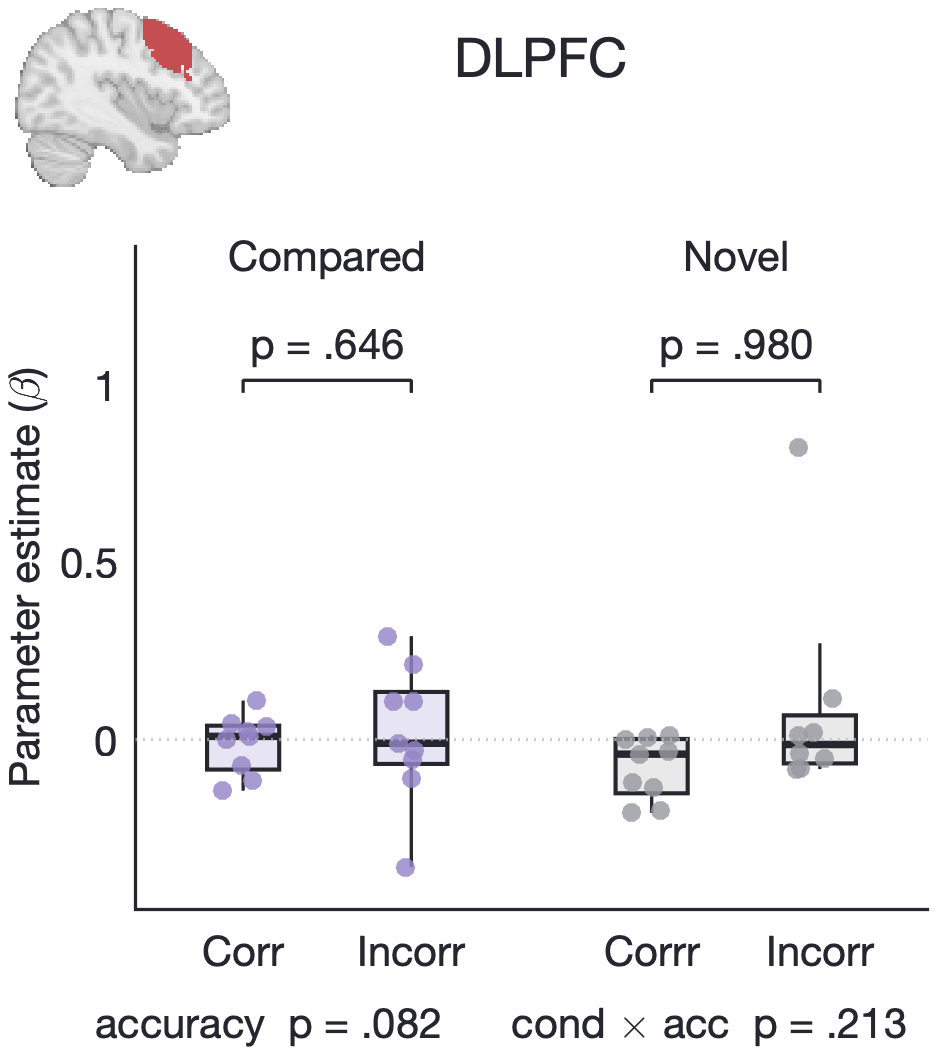 DLPFC
Compared Novel
p = .646 p = .980
Parameter estimate (β)
1
0.5
0
Corr Incorr Corrr Incorr
accuracy p = .082 cond × acc p = .213